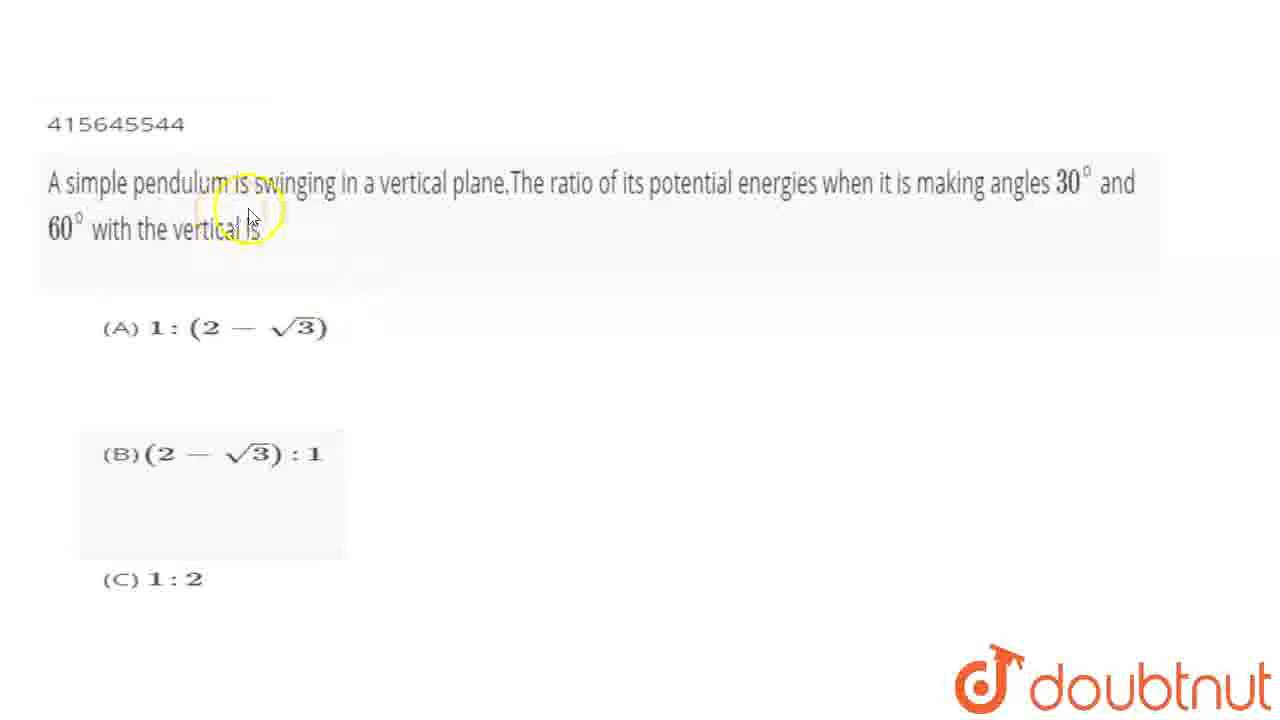 415645544
A simple pendulum is swinging in a vertical plane.The ratio of its potential energies when it is making angles 30° and
60° with the vertical is
(A) 1 : (2 − √3)
(B) (2 − √3) : 1
(C) 1 : 2
doubtnut